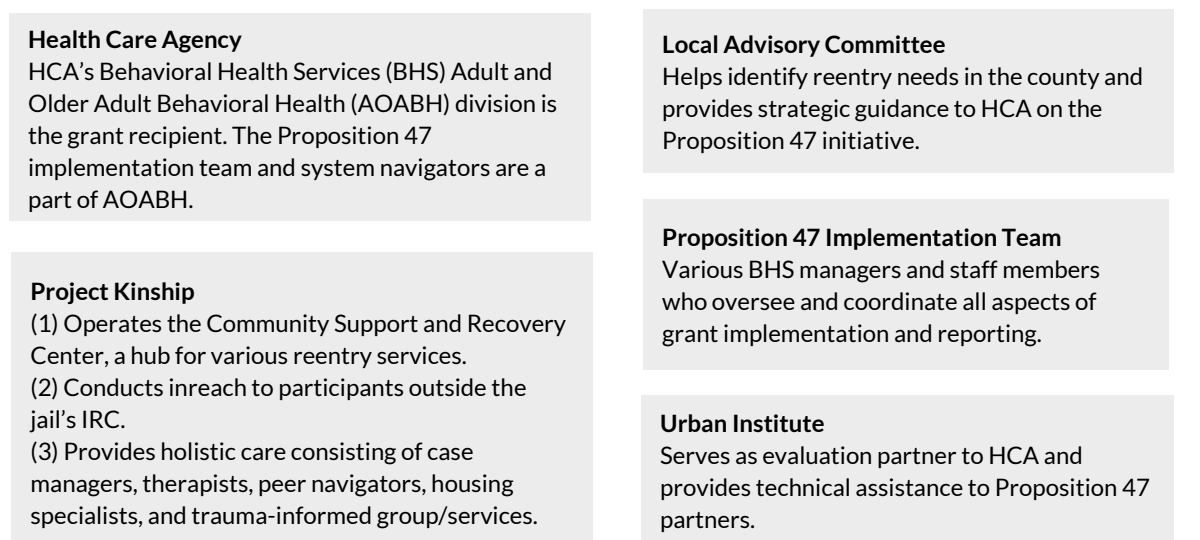 Health Care Agency
HCA's Behavioral Health Services (BHS) Adult and
Older Adult Behavioral Health (AOABH) division is
the grant recipient. The Proposition 47
implementation team and system navigators are a
part of AOABH.
Project Kinship
(1) Operates the Community Support and Recovery
Center, a hub for various reentry services.
(2) Conducts inreach to participants outside the
jail's IRC.
(3) Provides holistic care consisting of case
managers, therapists, peer navigators, housing
specialists, and trauma-informed group/services.
Local Advisory Committee
Helps identify reentry needs in the county and
provides strategic guidance to HCA on the
Proposition 47 initiative.
Proposition 47 Implementation Team
Various BHS managers and staff members
who oversee and coordinate all aspects of
grant implementation and reporting.
Urban Institute
Serves as evaluation partner to HCA and
provides technical assistance to Proposition 47
partners.